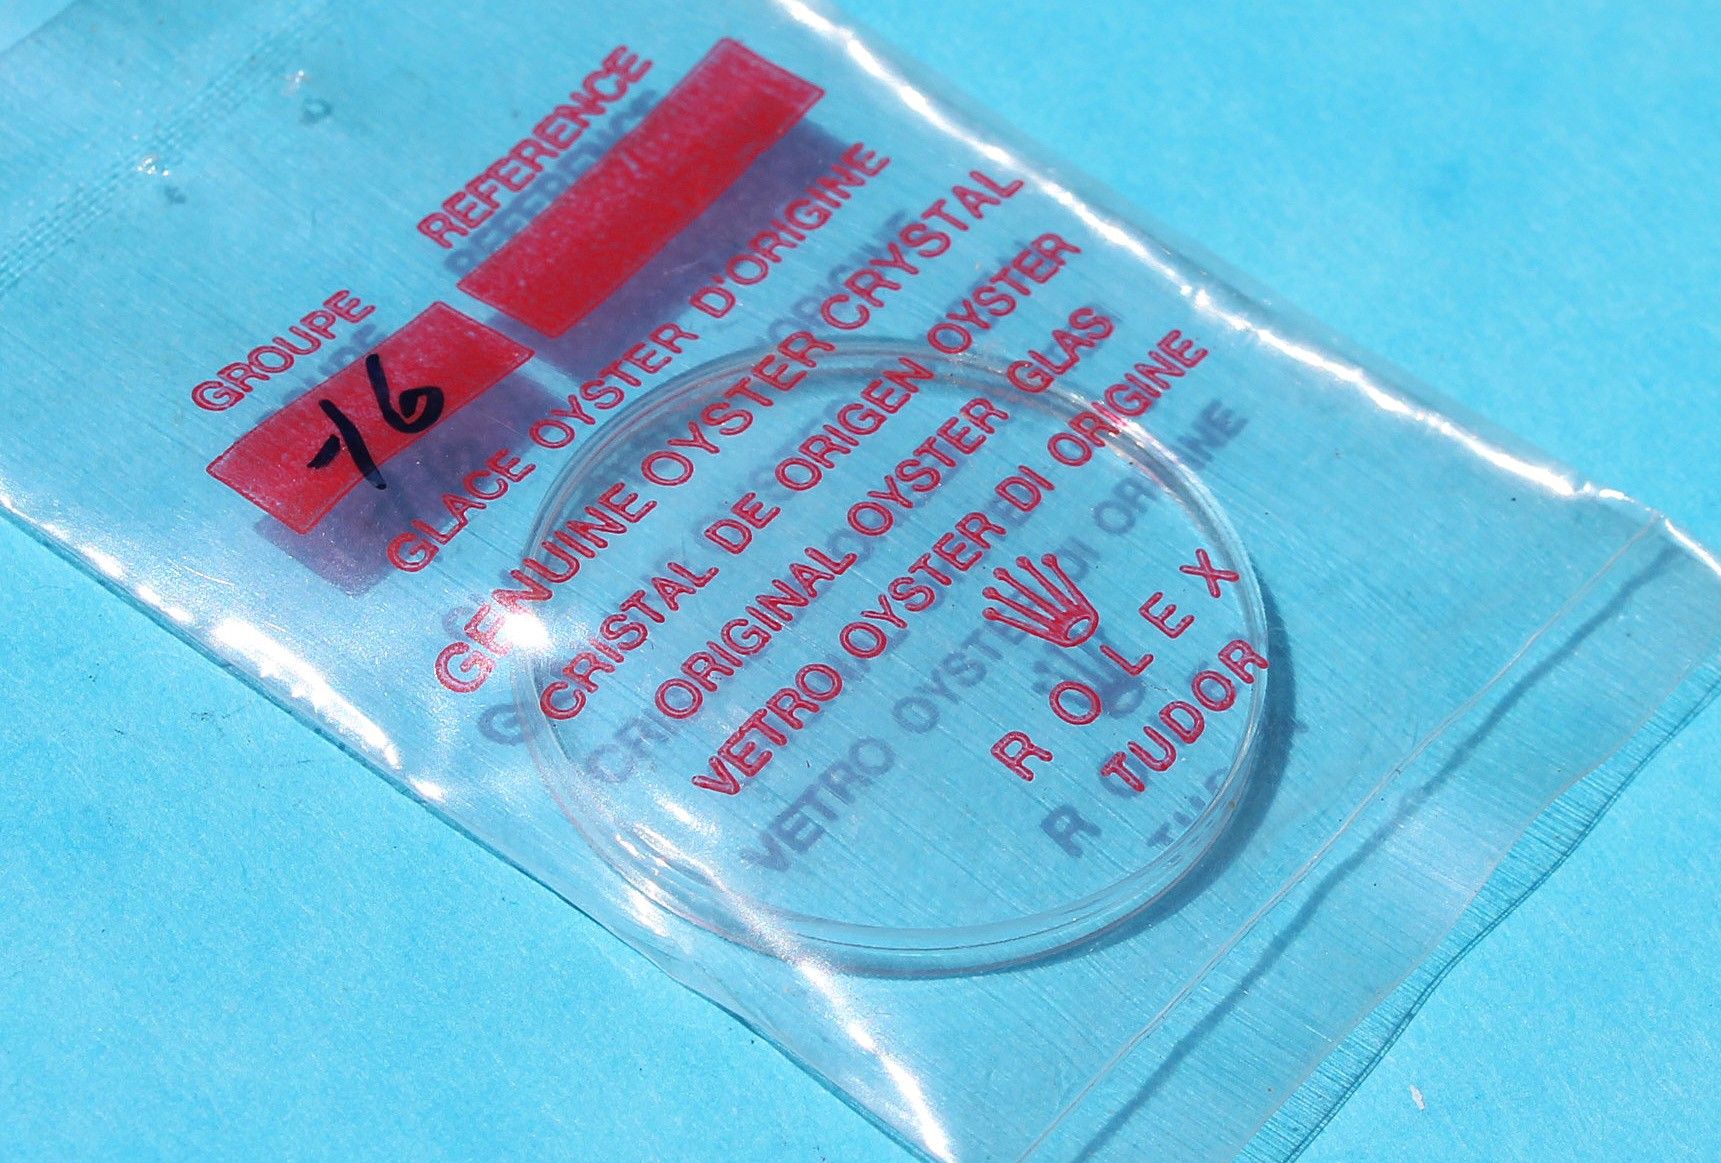 REFERENCE
GROUPE
-16
GLACE OYSTER D'ORIGINE
GENUINE OYSTER CRYSTAL
CRISTAL DE ORIGEN OYSTER
ORIGINAL OYSTER GLAS
VETRO OYSTER DI ORIGINE
ROLEX
TUDOR